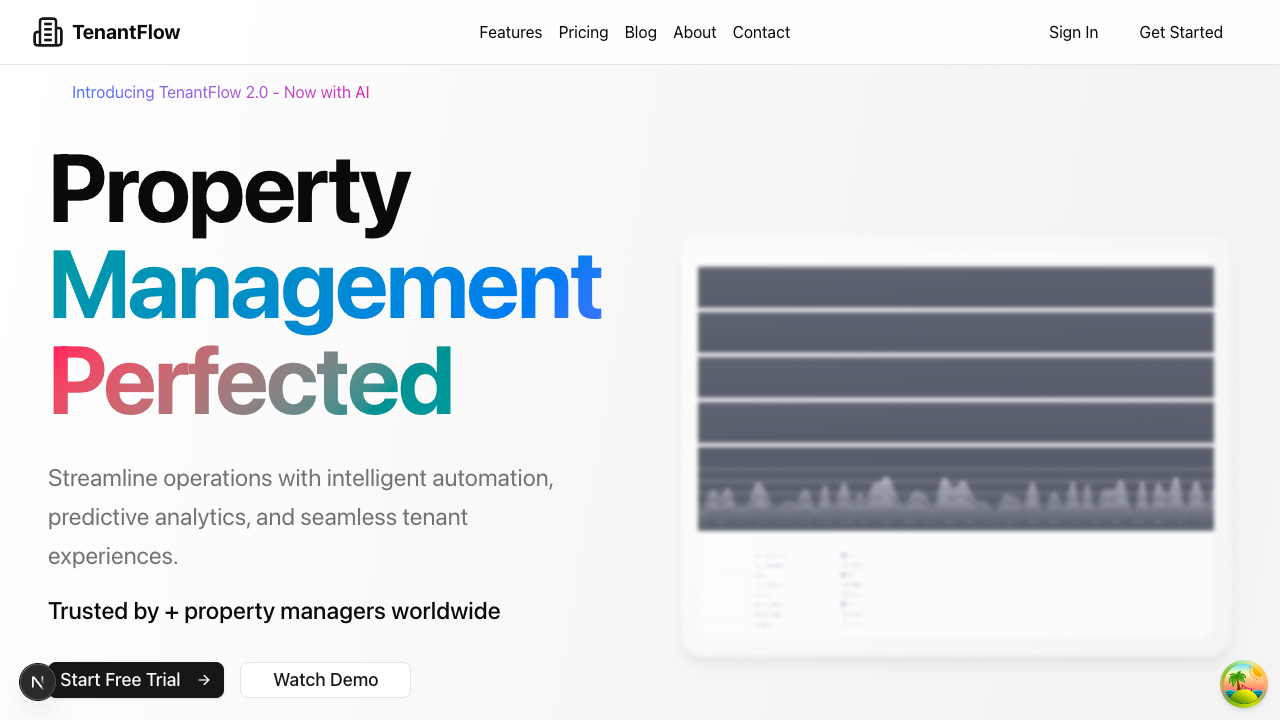 TenantFlow
Features Pricing Blog About Contact
Sign In
Get Started
Introducing TenantFlow 2.0 - Now with AI
Property
Management
Perfected
Streamline operations with intelligent automation,
predictive analytics, and seamless tenant
experiences.
Trusted by + property managers worldwide
N
Start Free Trial →
Watch Demo